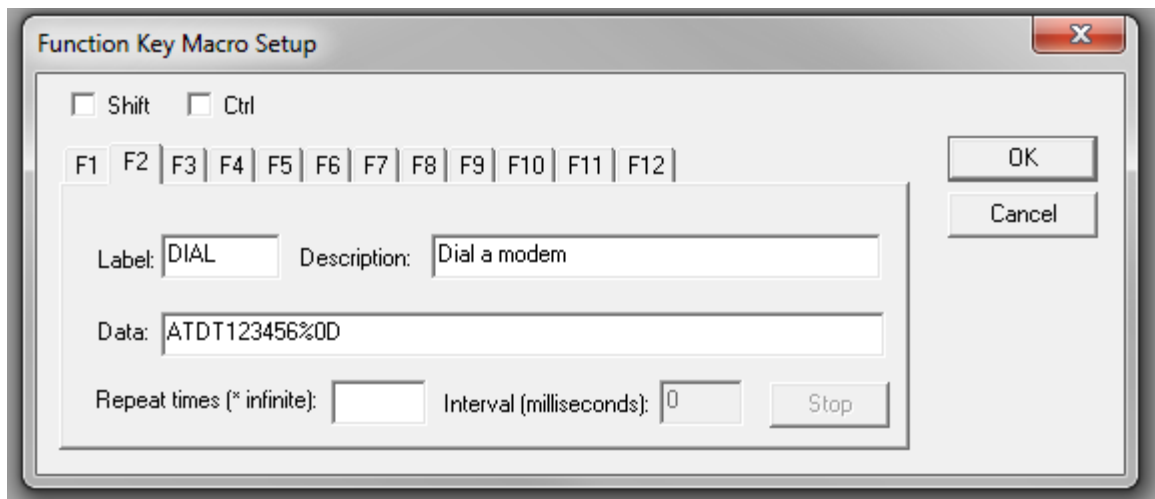 Function Key Macro Setup
Shift Ctrl
F1 F2 F3 F4 F5 F6 F7 F8 F9 F10 F11 F12
OK
Cancel
Label: DIAL Description: Dial a modem
Data: ATDT123456%0D
Repeat times (* infinite): Interval (milliseconds): 0 Stop